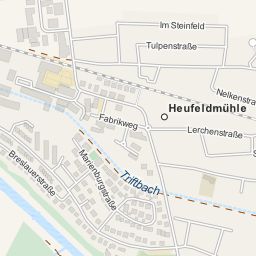 Im Steinfeld
Tulpenstraße
Nelkenstra
Heufeldmühle
Fabrikweg
Lerchenstraße
Triftbach
Marienburgstraße
Breslauerstraße